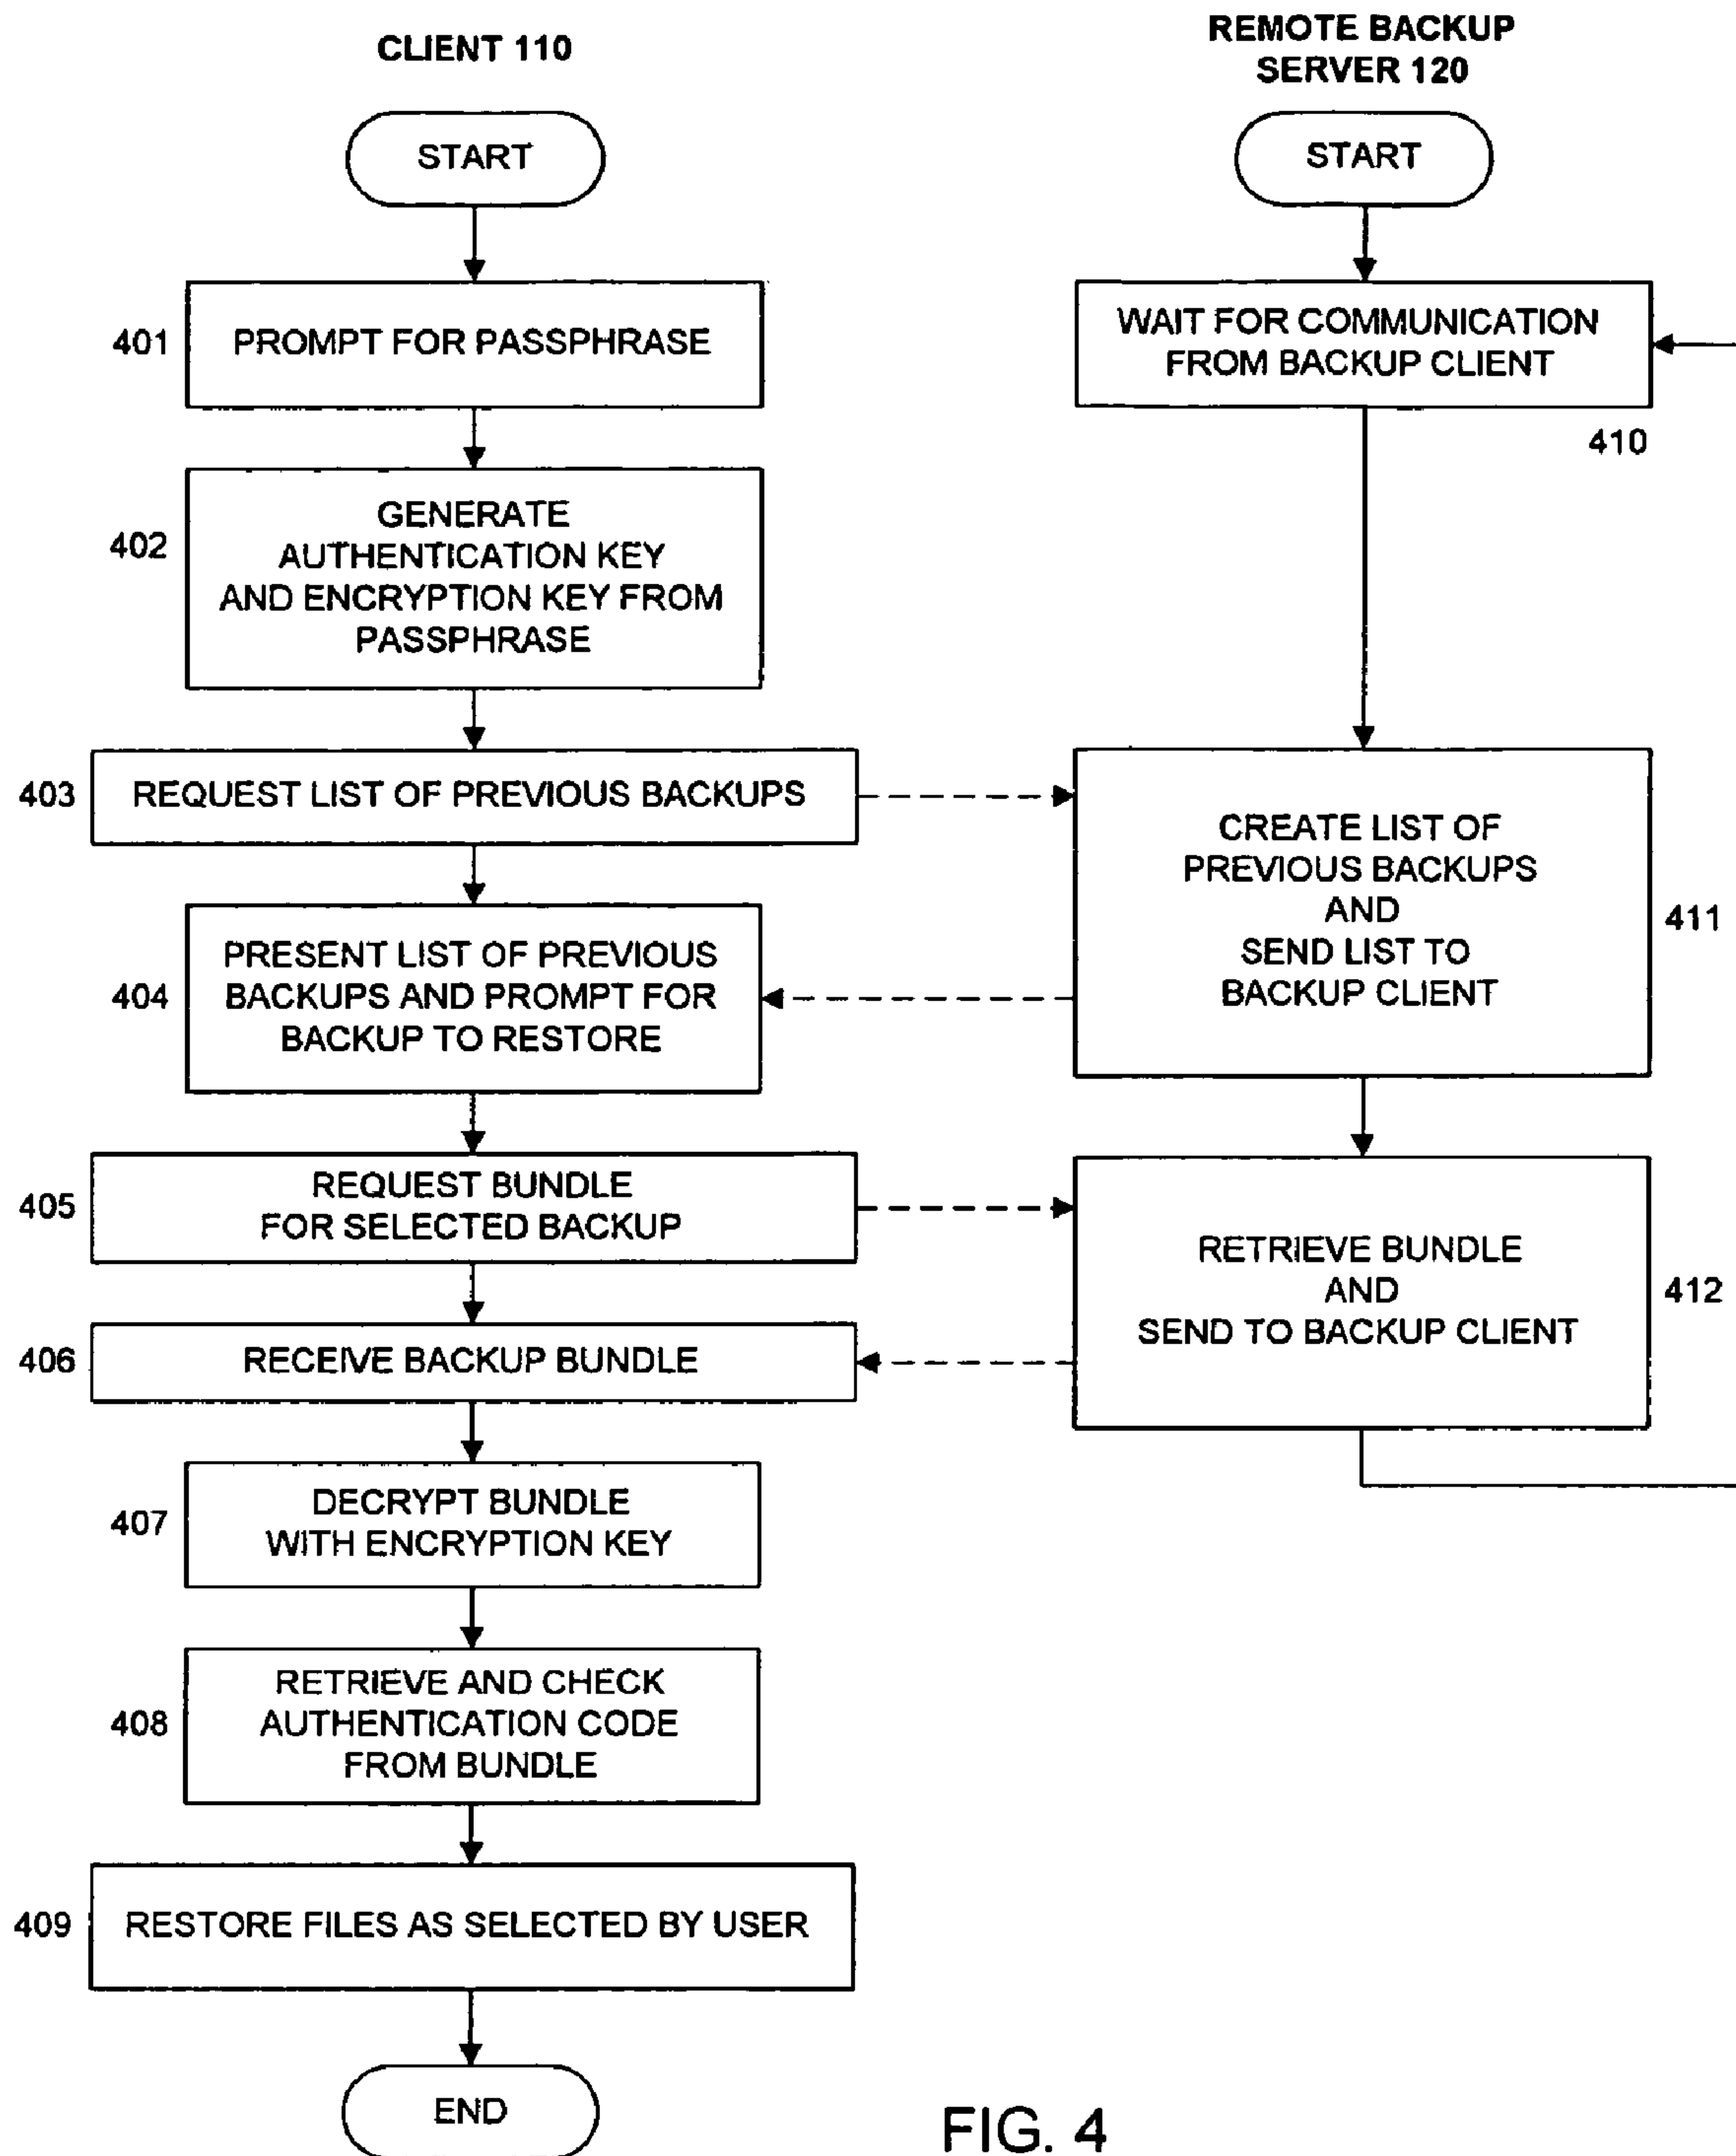 CLIENT 110
START
401
PROMPT FOR PASSPHRASE
402
GENERATE
AUTHENTICATION KEY
AND ENCRYPTION KEY FROM
PASSPHRASE
403
REQUEST LIST OF PREVIOUS BACKUPS
404
PRESENT LIST OF PREVIOUS
BACKUPS AND PROMPT FOR
BACKUP TO RESTORE
405
REQUEST BUNDLE
FOR SELECTED BACKUP
406
RECEIVE BACKUP BUNDLE
407
DECRYPT BUNDLE
WITH ENCRYPTION KEY
408
RETRIEVE AND CHECK
AUTHENTICATION CODE
FROM BUNDLE
409
RESTORE FILES AS SELECTED BY USER
END
REMOTE BACKUP
SERVER 120
START
WAIT FOR COMMUNICATION
FROM BACKUP CLIENT
410
CREATE LIST OF
PREVIOUS BACKUPS
AND
SEND LIST TO
BACKUP CLIENT
411
RETRIEVE BUNDLE
AND
SEND TO BACKUP CLIENT
412
FIG. 4